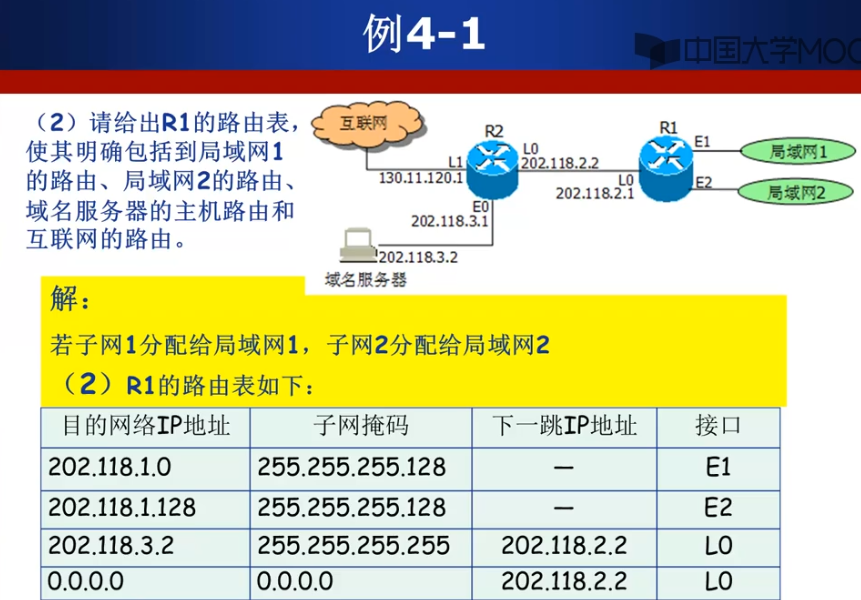 例4-1
中国大学MOO
（2）请给出R1的路由表，
使其明确包括到局域网1
的路由、局域网2的路由、
域名服务器的主机路由和
互联网的路由。
互联网
R2
R1
L0
E1
202.118.2.2
局域网1
L1
130.11.120.1
L0
E2
202.118.2.1
局域网2
E0
202.118.3.1
202.118.3.2
域名服务器
解：
若子网1分配给局域网1，子网2分配给局域网2
（2）R1的路由表如下：
目的网络IP地址 子网掩码 下一跳IP地址 接口
202.118.1.0 255.255.255.128 — E1
202.118.1.128 255.255.255.128 — E2
202.118.3.2 255.255.255.255 202.118.2.2 L0
0.0.0.0 0.0.0.0 202.118.2.2 L0